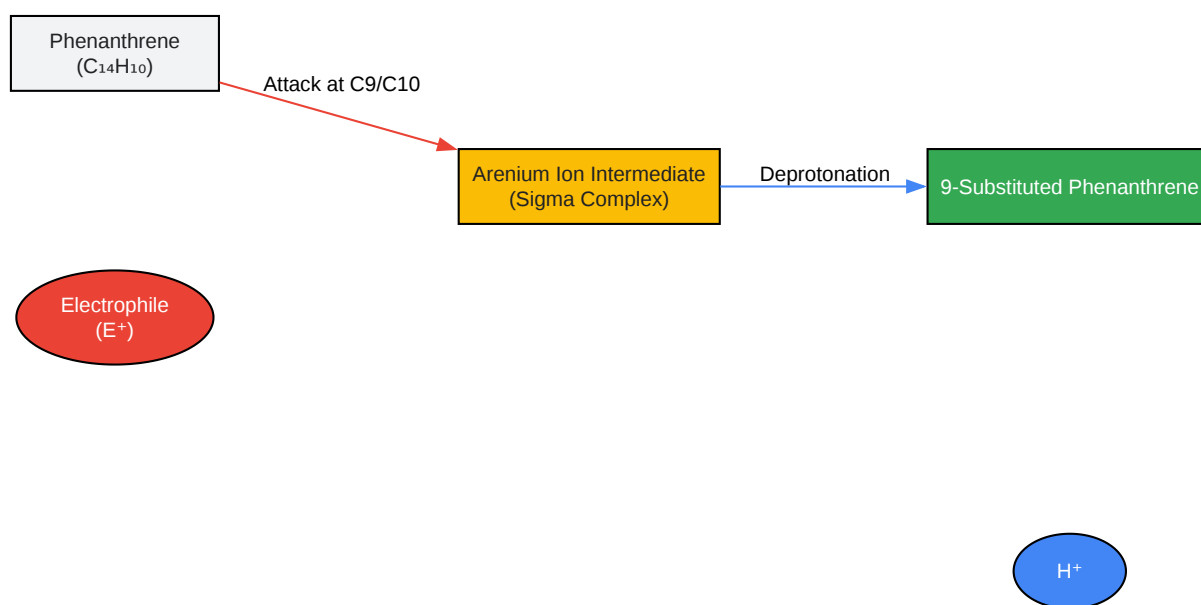 Phenanthrene
(C₁₄H₁₀)
Attack at C9/C10
Arenium Ion Intermediate
(Sigma Complex)
Deprotonation
9-Substituted Phenanthrene
Electrophile
(E⁺)
H⁺